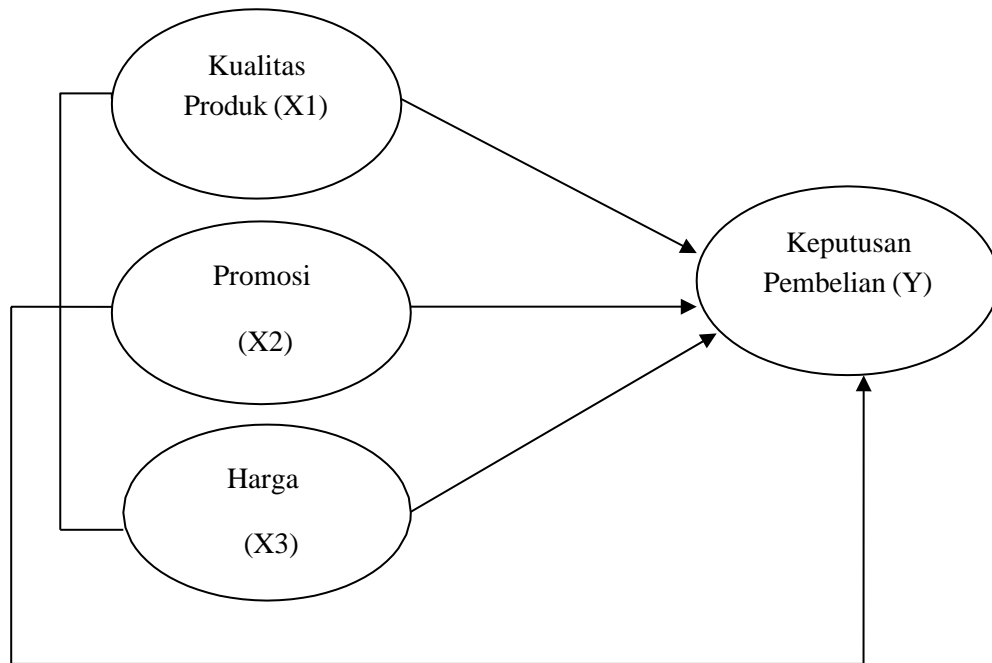 Kualitas
Produk (X1)
Promosi
(X2)
Harga
(X3)
Keputusan
Pembelian (Y)